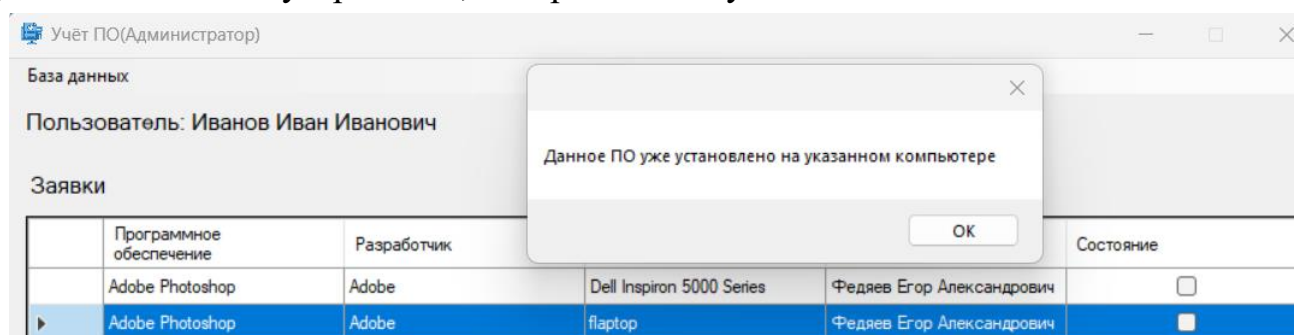 Учёт ПО(Администратор)
База данных
Пользователь: Иванов Иван Иванович
Данное ПО уже установлено на указанном компьютере
OK
Заявки
Программное
обеспечение
Разработчик
Состояние
Adobe Photoshop Adobe Dell Inspiron 5000 Series Федяев Егор Александрович
Adobe Photoshop Adobe flaptop Федяев Егор Александрович